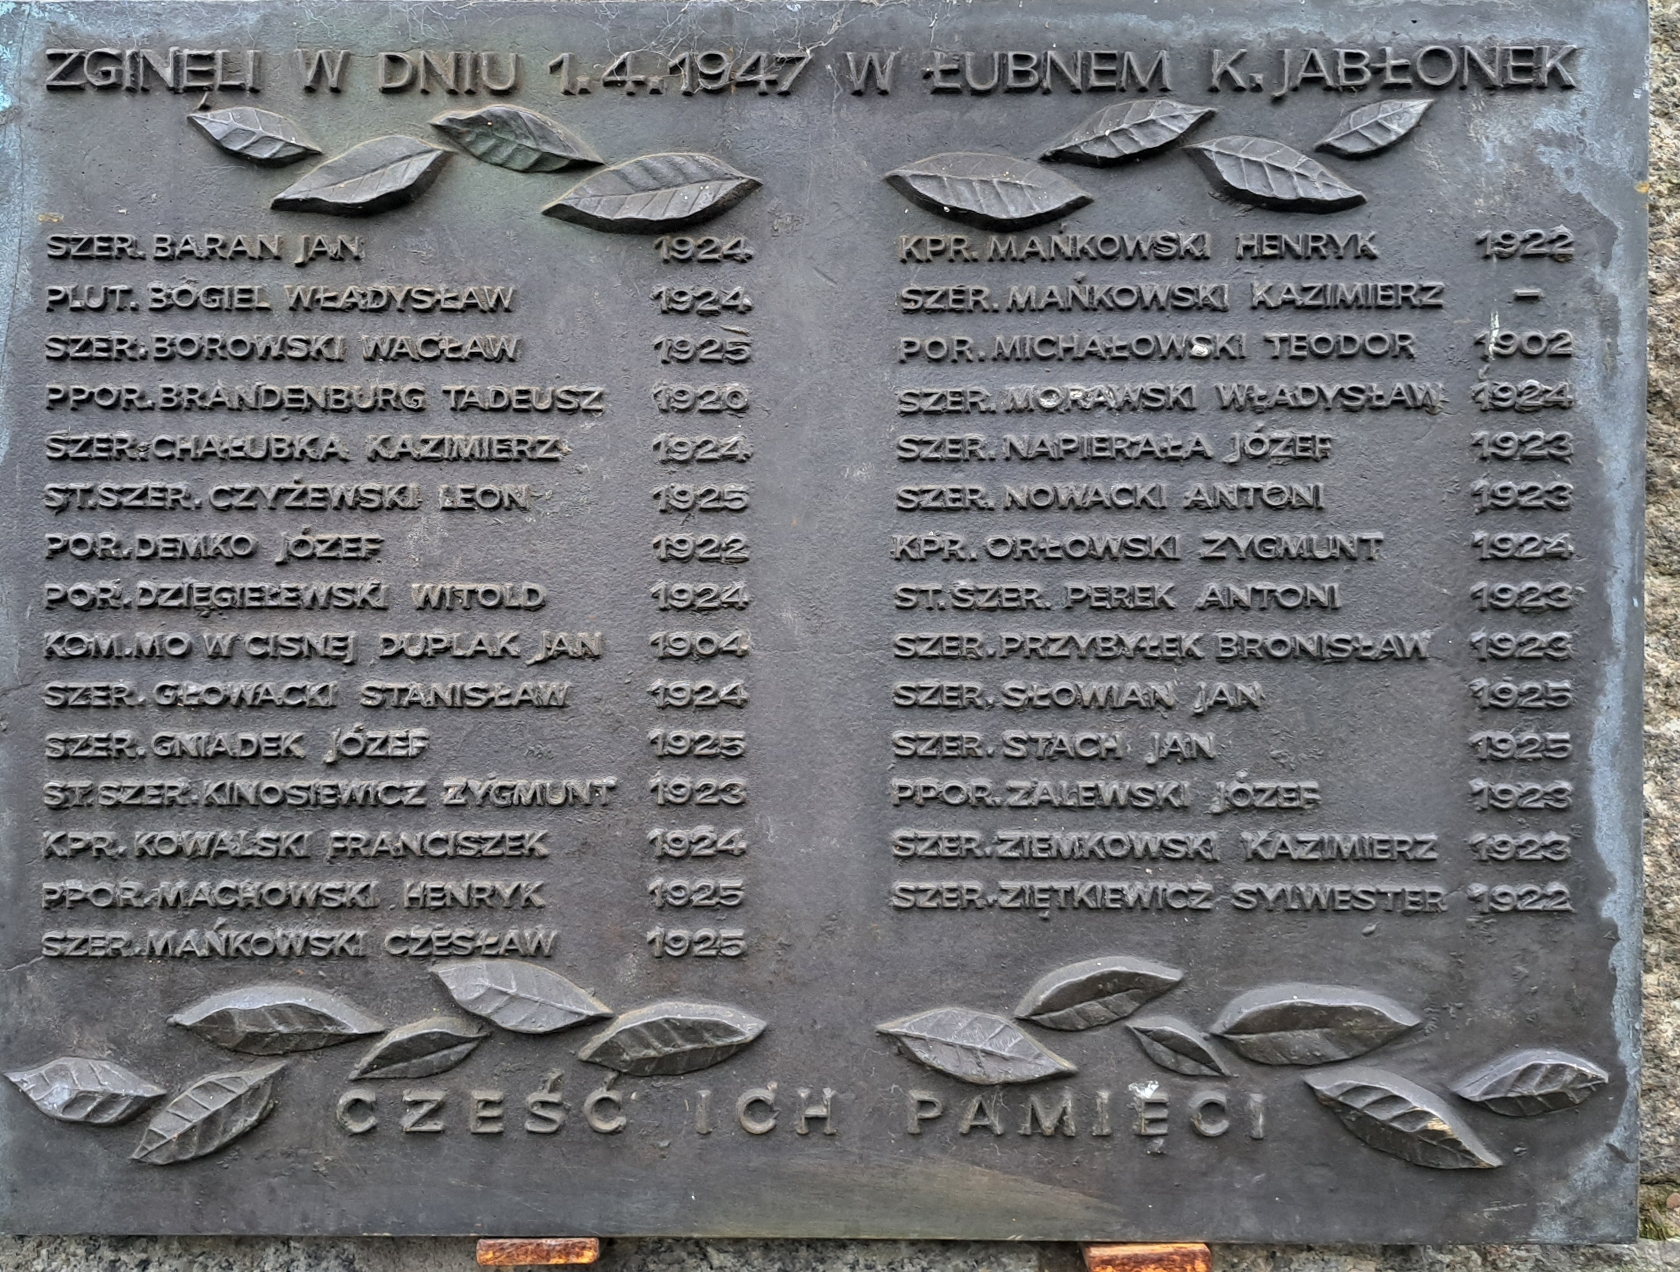 ZGINĘLI W DNIU 1.4.1947 W ŁUBNEM K. JABŁONEK
SZER. BARAN JAN 1924
PLUT. BOGIEL WŁADYSŁAW 1924
SZER. BOROWSKI WACŁAW 1925
PPOR. BRANDENBURG TADEUSZ 1920
SZER. CHAŁUBKA KAZIMIERZ 1924
ST.SZER. CZYŻEWSKI LEON 1925
POR. DEMKO JÓZEF 1922
POR. DZIĘGIELEWSKI WITOLD 1924
KOM.MO W CISNEJ DUPLAK JAN 1904
SZER. GŁOWACKI STANISŁAW 1924
SZER. GNIADEK JÓZEF 1925
ST.SZER. KINOSIEWICZ ZYGMUNT 1923
KPR. KOWALSKI FRANCISZEK 1924
PPOR. MACHOWSKI HENRYK 1925
SZER. MAŃKOWSKI CZESŁAW 1925
KPR. MAŃKOWSKI HENRYK 1922
SZER. MAŃKOWSKI KAZIMIERZ –
POR. MICHAŁOWSKI TEODOR 1902
SZER. MORAWSKI WŁADYSŁAW 1924
SZER. NAPIERAŁA JÓZEF 1923
SZER. NOWACKI ANTONI 1923
KPR. ORŁOWSKI ZYGMUNT 1924
ST.SZER. PEREK ANTONI 1923
SZER. PRZYBYŁEK BRONISŁAW 1923
SZER. SŁOWIAN JAN 1925
SZER. STACH JAN 1925
PPOR. ZALEWSKI JÓZEF 1923
SZER. ZIEMKOWSKI KAZIMIERZ 1923
SZER. ZIĘTKIEWICZ SYLWESTER 1922
CZEŚĆ ICH PAMIĘCI